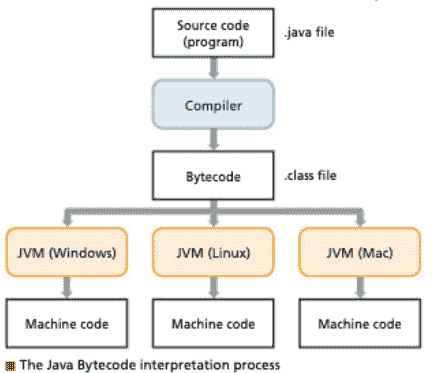 Source code
(program)
.java file
Compiler
Bytecode
.class file
JVM (Windows)
JVM (Linux)
JVM (Mac)
Machine code
Machine code
Machine code
The Java Bytecode interpretation process